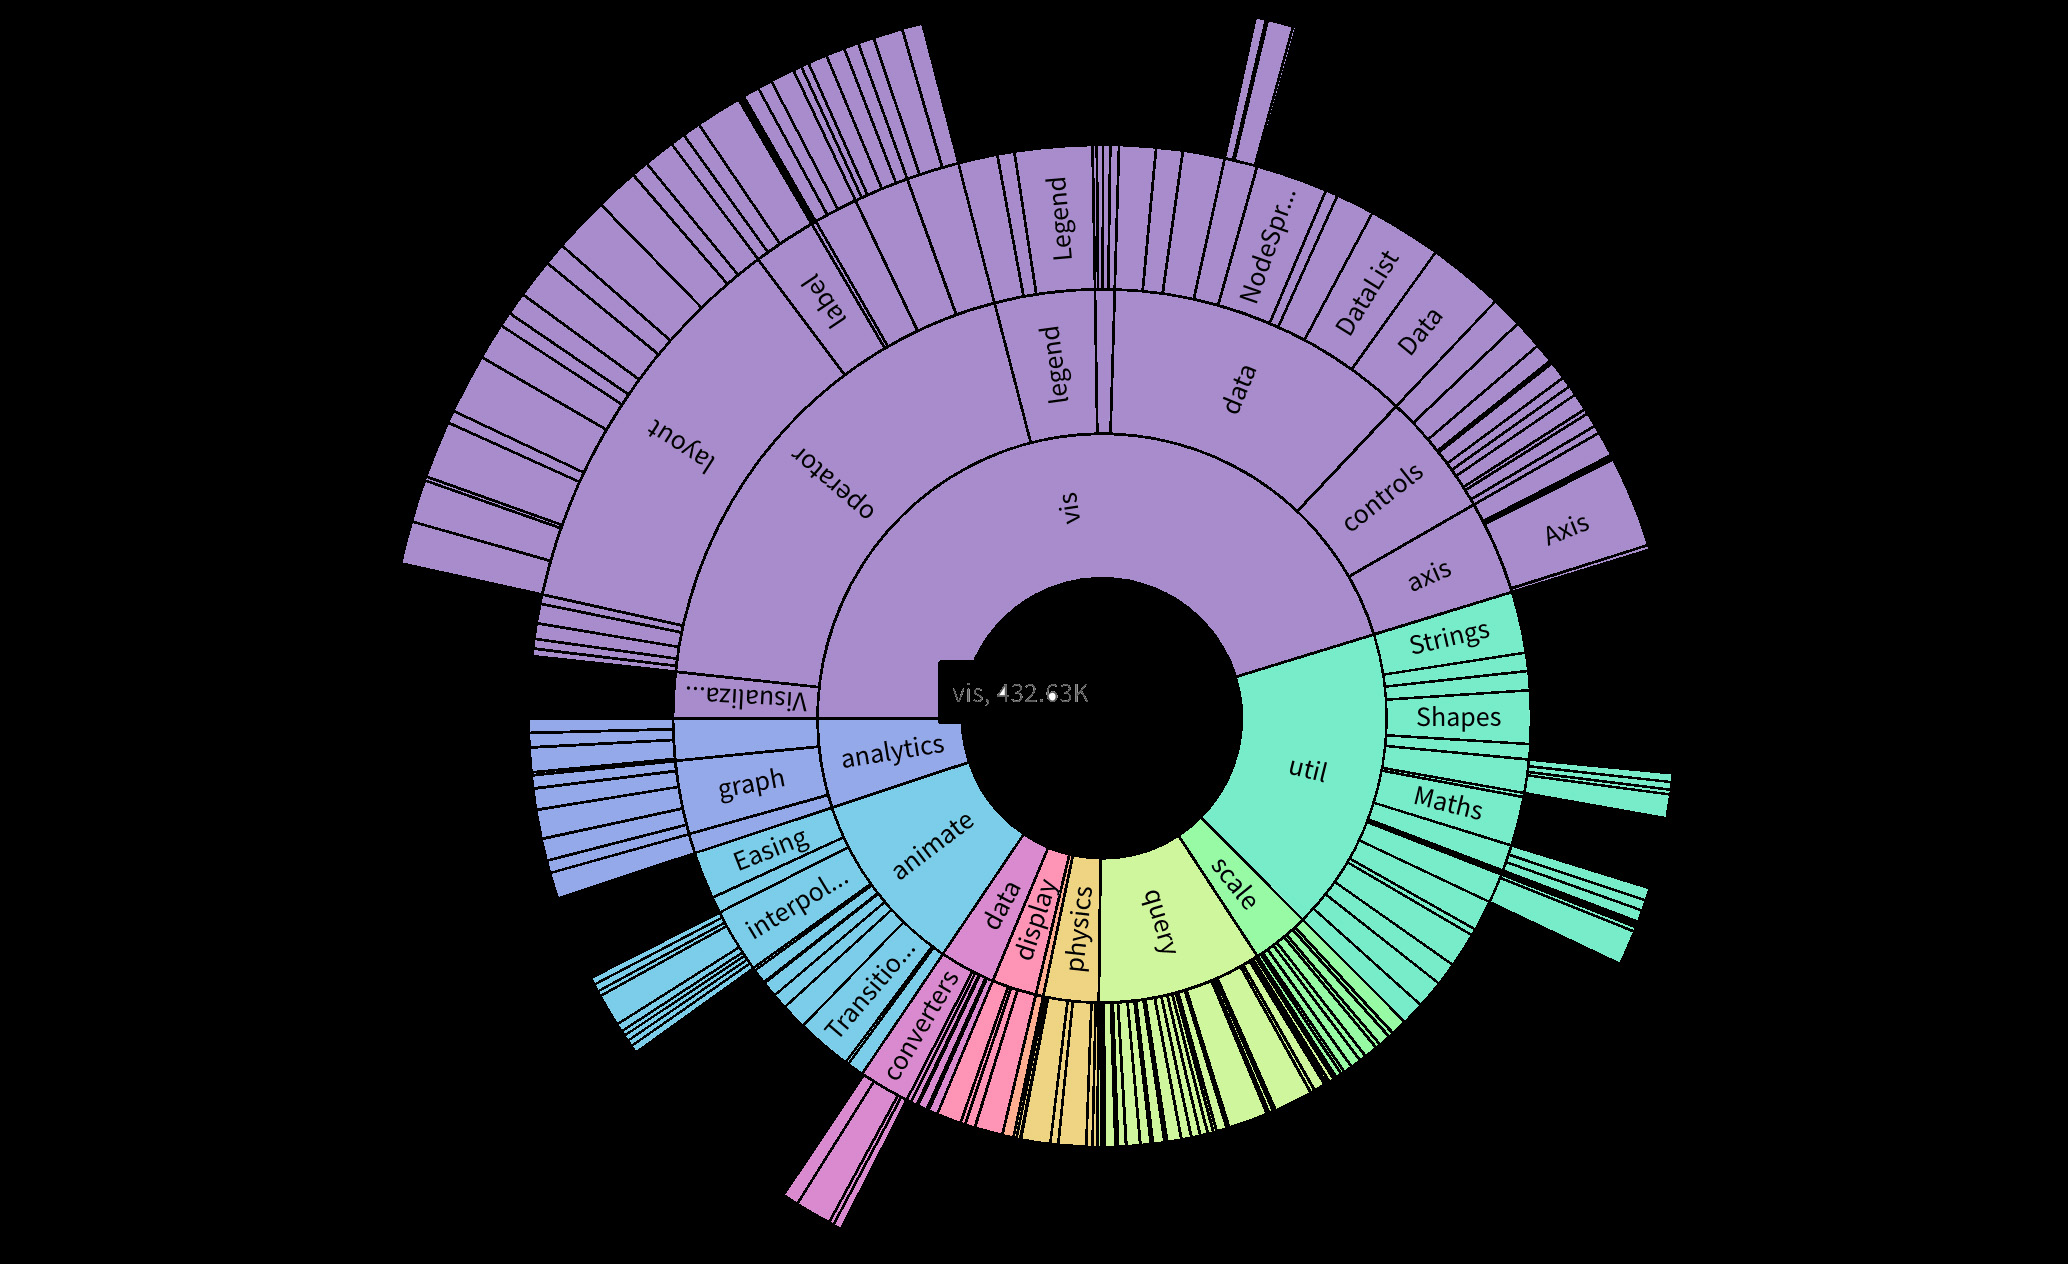 Legend
NodeSpr...
DataList
Data
label
legend
data
layout
operator
vis
controls
axis
Axis
Strings
Visualiza...
vis, 432.63K
Shapes
analytics
graph
util
Maths
Easing
animate
interpol...
scale
data
display
physics
query
Transitio...
converters